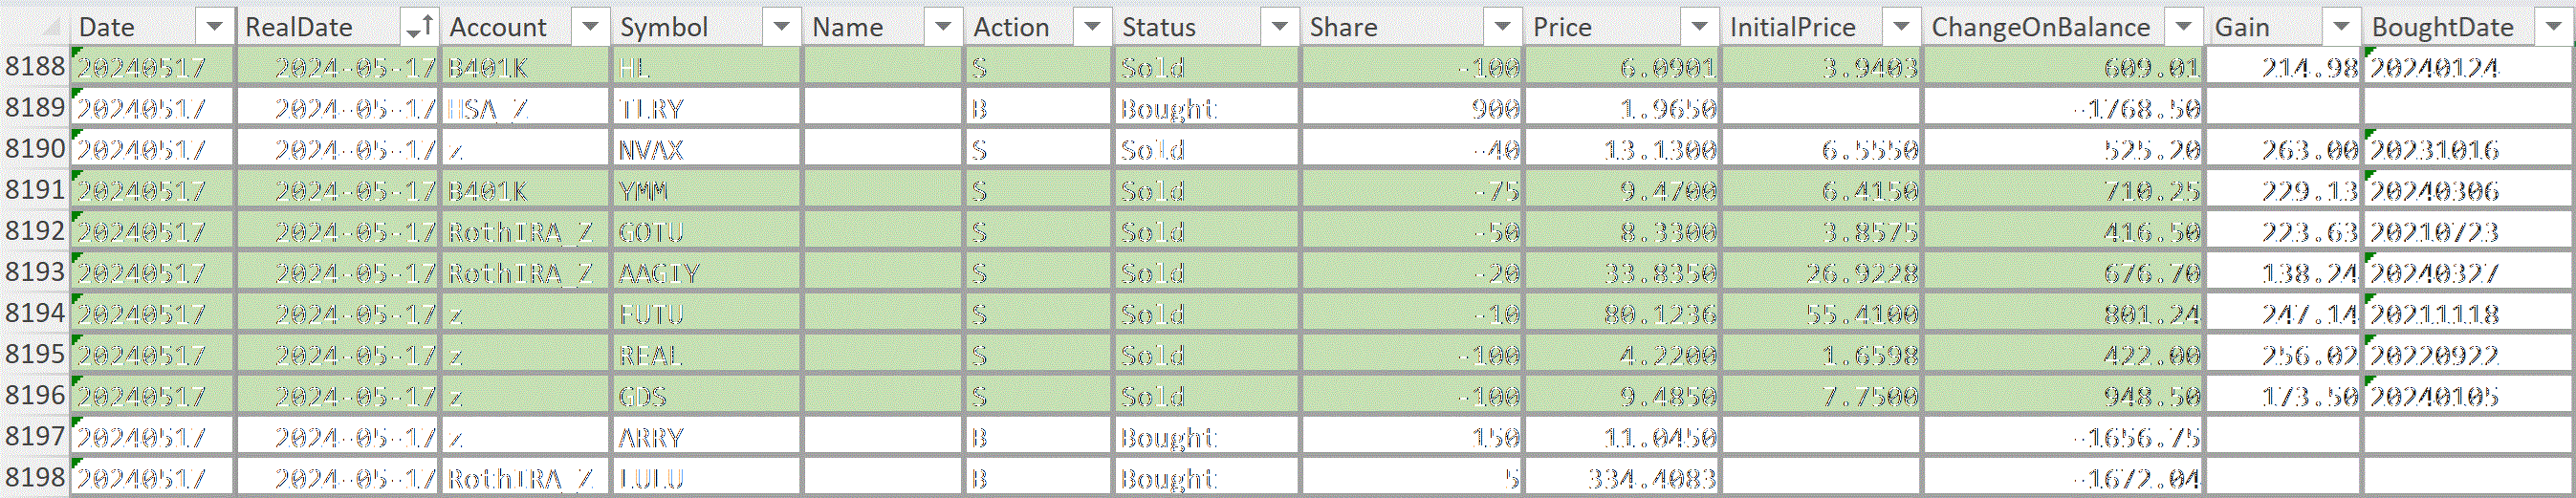 Date RealDate Account Symbol Name Action Status Share Price InitialPrice ChangeOnBalance Gain BoughtDate
8188 20240517 2024-05-17 B401K HL S Sold -100 6.0901 3.9403 609.01 214.98 20240124
8189 20240517 2024-05-17 HSA_Z TLRY B Bought 900 1.9650 -1768.50
8190 20240517 2024-05-17 z NVAX S Sold -40 13.1300 6.5550 525.20 263.00 20231016
8191 20240517 2024-05-17 B401K YMM S Sold -75 9.4700 6.4150 710.25 229.13 20240306
8192 20240517 2024-05-17 RothIRA_Z GOTU S Sold -50 8.3300 3.8575 416.50 223.63 20210723
8193 20240517 2024-05-17 RothIRA_Z AAGIY S Sold -20 33.8350 26.9228 676.70 138.24 20240327
8194 20240517 2024-05-17 z FUTU S Sold -10 80.1236 55.4100 801.24 247.14 20211118
8195 20240517 2024-05-17 z REAL S Sold -100 4.2200 1.6598 422.00 256.02 20220922
8196 20240517 2024-05-17 z GDS S Sold -100 9.4850 7.7500 948.50 173.50 20240105
8197 20240517 2024-05-17 z ARRY B Bought 150 11.0450 -1656.75
8198 20240517 2024-05-17 RothIRA_Z LULU B Bought 5 334.4083 -1672.04